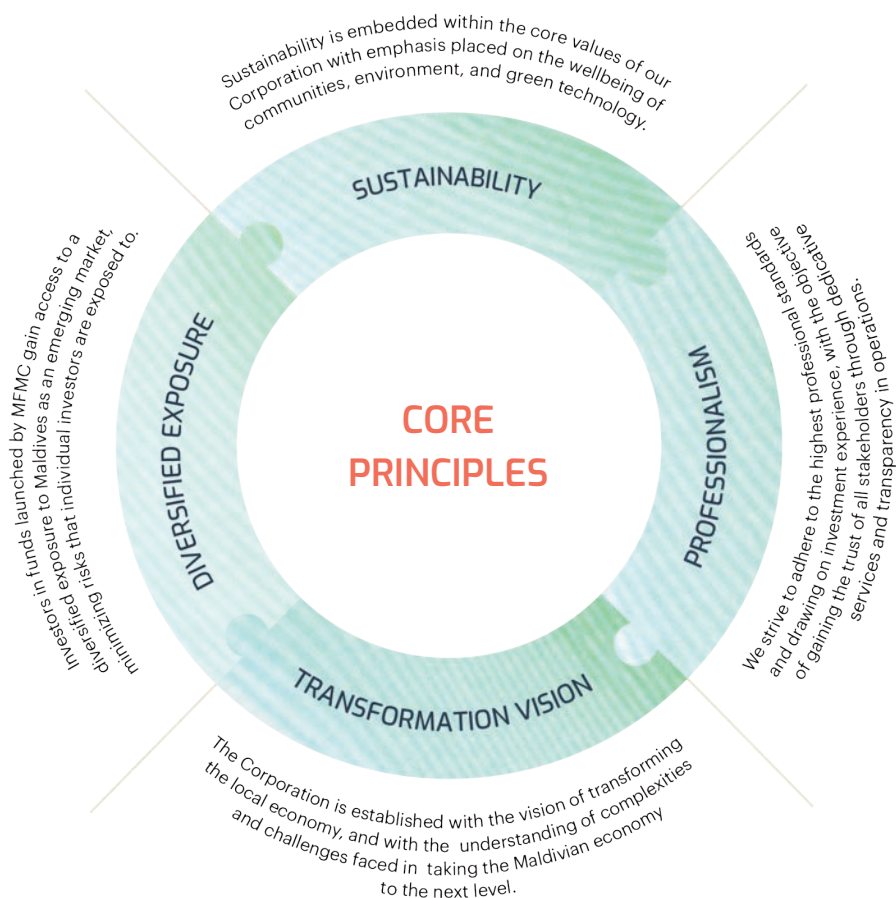 Sustainability is embedded within the core values of our
Corporation with emphasis placed on the wellbeing of
communities, environment, and green technology.
SUSTAINABILITY
We strive to adhere to the highest professional standards
and drawing on investment experience, with the objective
of gaining the trust of all stakeholders through dedicative
services and transparency in operations.
PROFESSIONALISM
CORE
PRINCIPLES
DIVERSIFIED EXPOSURE
Investors in funds launched by MFMC gain access to a
diversified exposure to Maldives as an emerging market,
minimizing risks that individual investors are exposed to.
TRANSFORMATION VISION
The Corporation is established with the vision of transforming
the local economy, and with the understanding of complexities
and challenges faced in taking the Maldivian economy
to the next level.